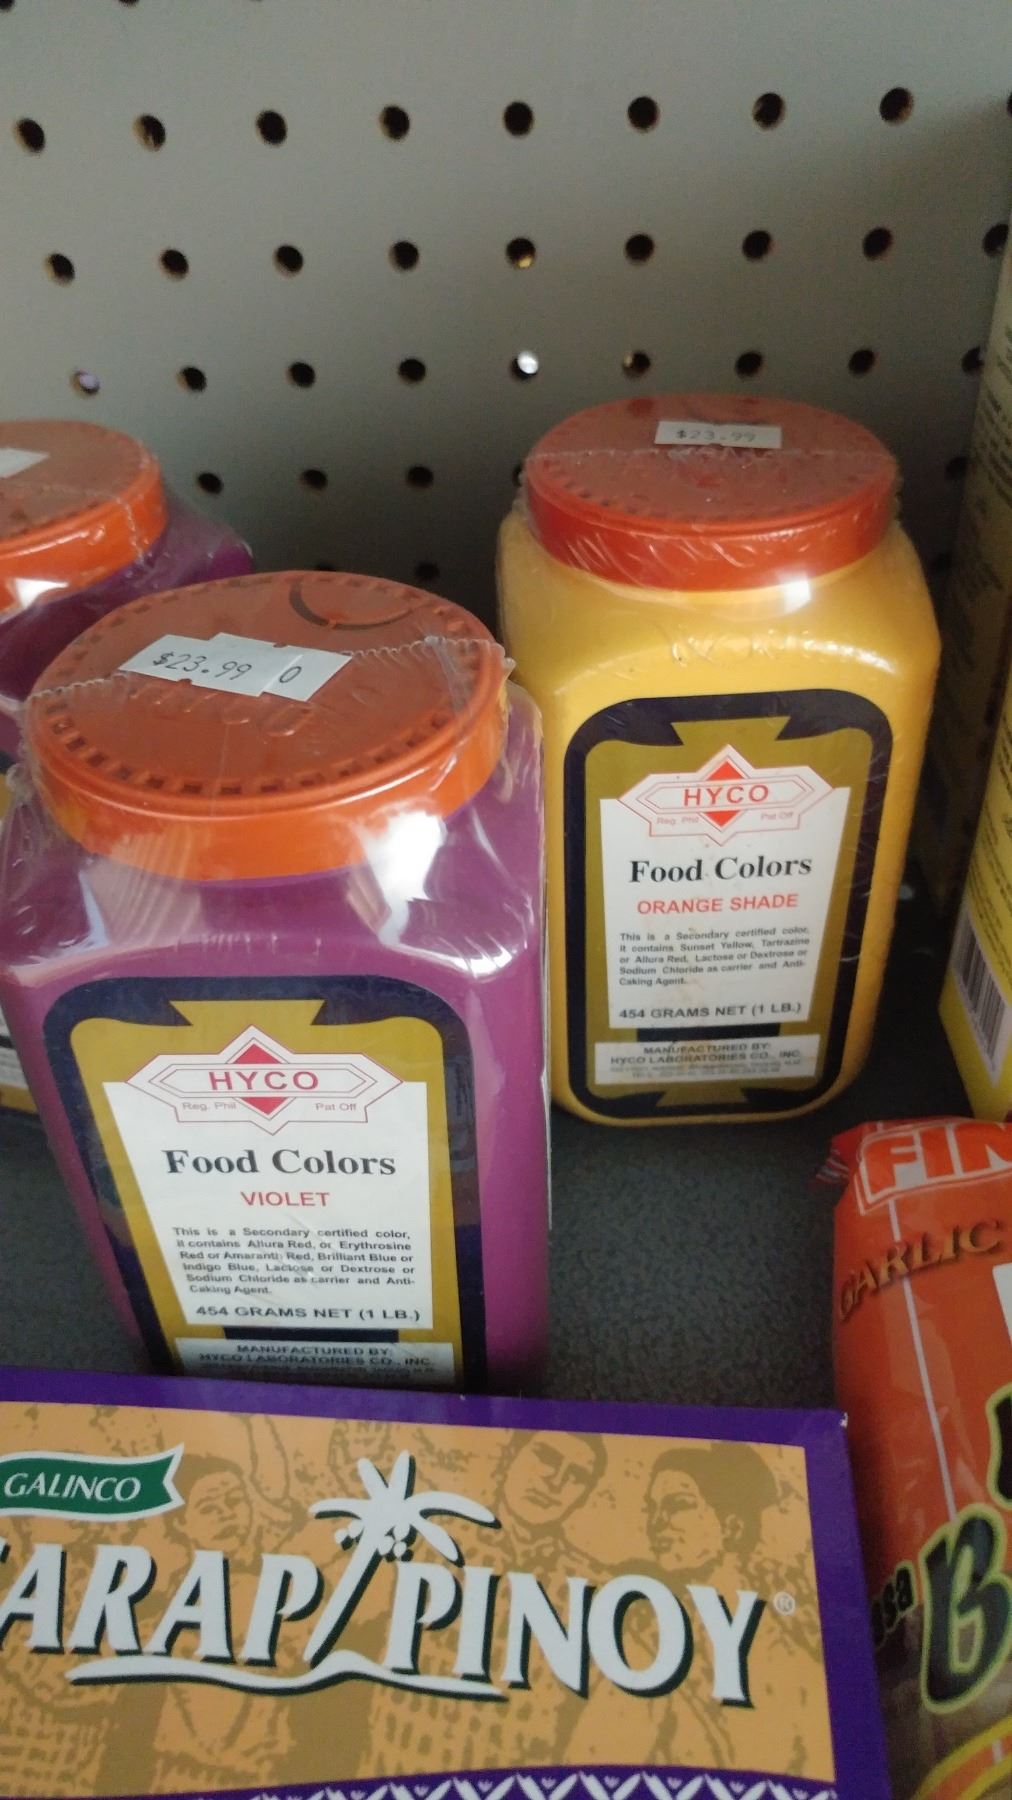 $23.99
$23.99 0
HYCO
Reg. Phil Pat Off
Food Colors
ORANGE SHADE
This is a Secondary certified color,
it contains Sunset Yellow, Tartrazine
or Allura Red, Lactose or Dextrose or
Sodium Chloride as carrier and Anti-
Caking Agent.
454 GRAMS NET (1 LB.)
MANUFACTURED BY:
HYCO LABORATORIES CO., INC.
HYCO
Reg. Phil Pat Off
Food Colors
VIOLET
This is a Secondary certified color,
it contains Allura Red, or Erythrosine
Red or Amaranth Red, Brilliant Blue or
Indigo Blue, Lactose or Dextrose or
Sodium Chloride as carrier and Anti-
Caking Agent.
454 GRAMS NET (1 LB.)
MANUFACTURED BY:
HYCO LABORATORIES CO., INC.
FIN
GARLIC
B
GALINCO
ARAP PINOY®